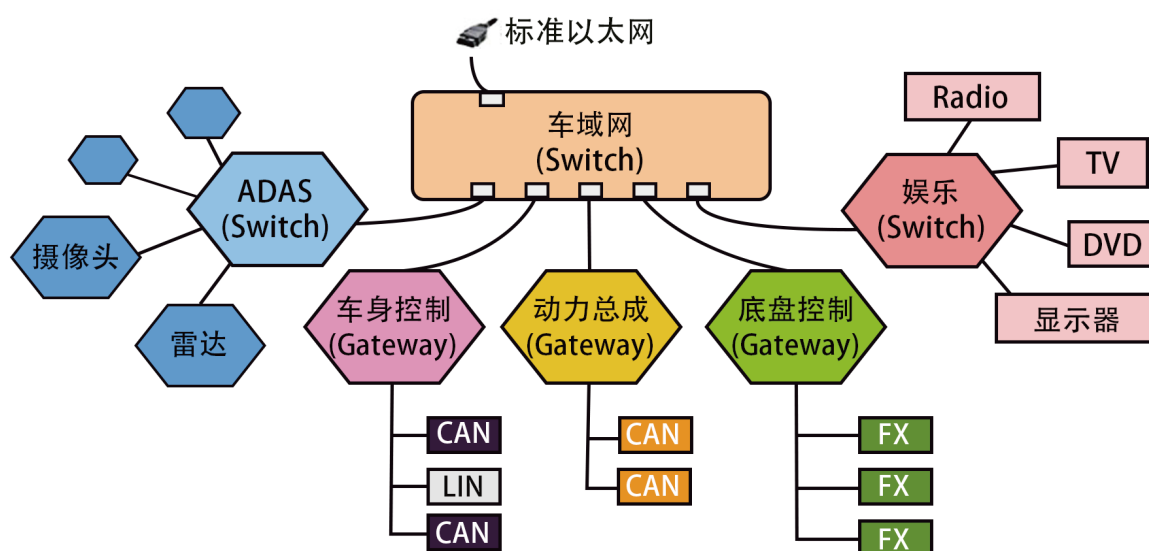 标准以太网
车域网
(Switch)
ADAS
(Switch)
摄像头
雷达
娱乐
(Switch)
Radio
TV
DVD
显示器
车身控制
(Gateway)
动力总成
(Gateway)
底盘控制
(Gateway)
CAN
LIN
CAN
CAN
CAN
FX
FX
FX